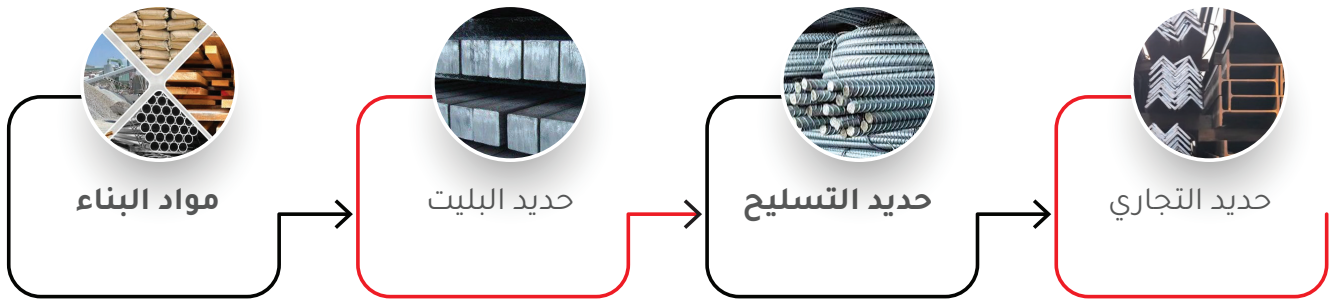 مواد البناء
حديد البليت
حديد التسليح
حديد التجاري